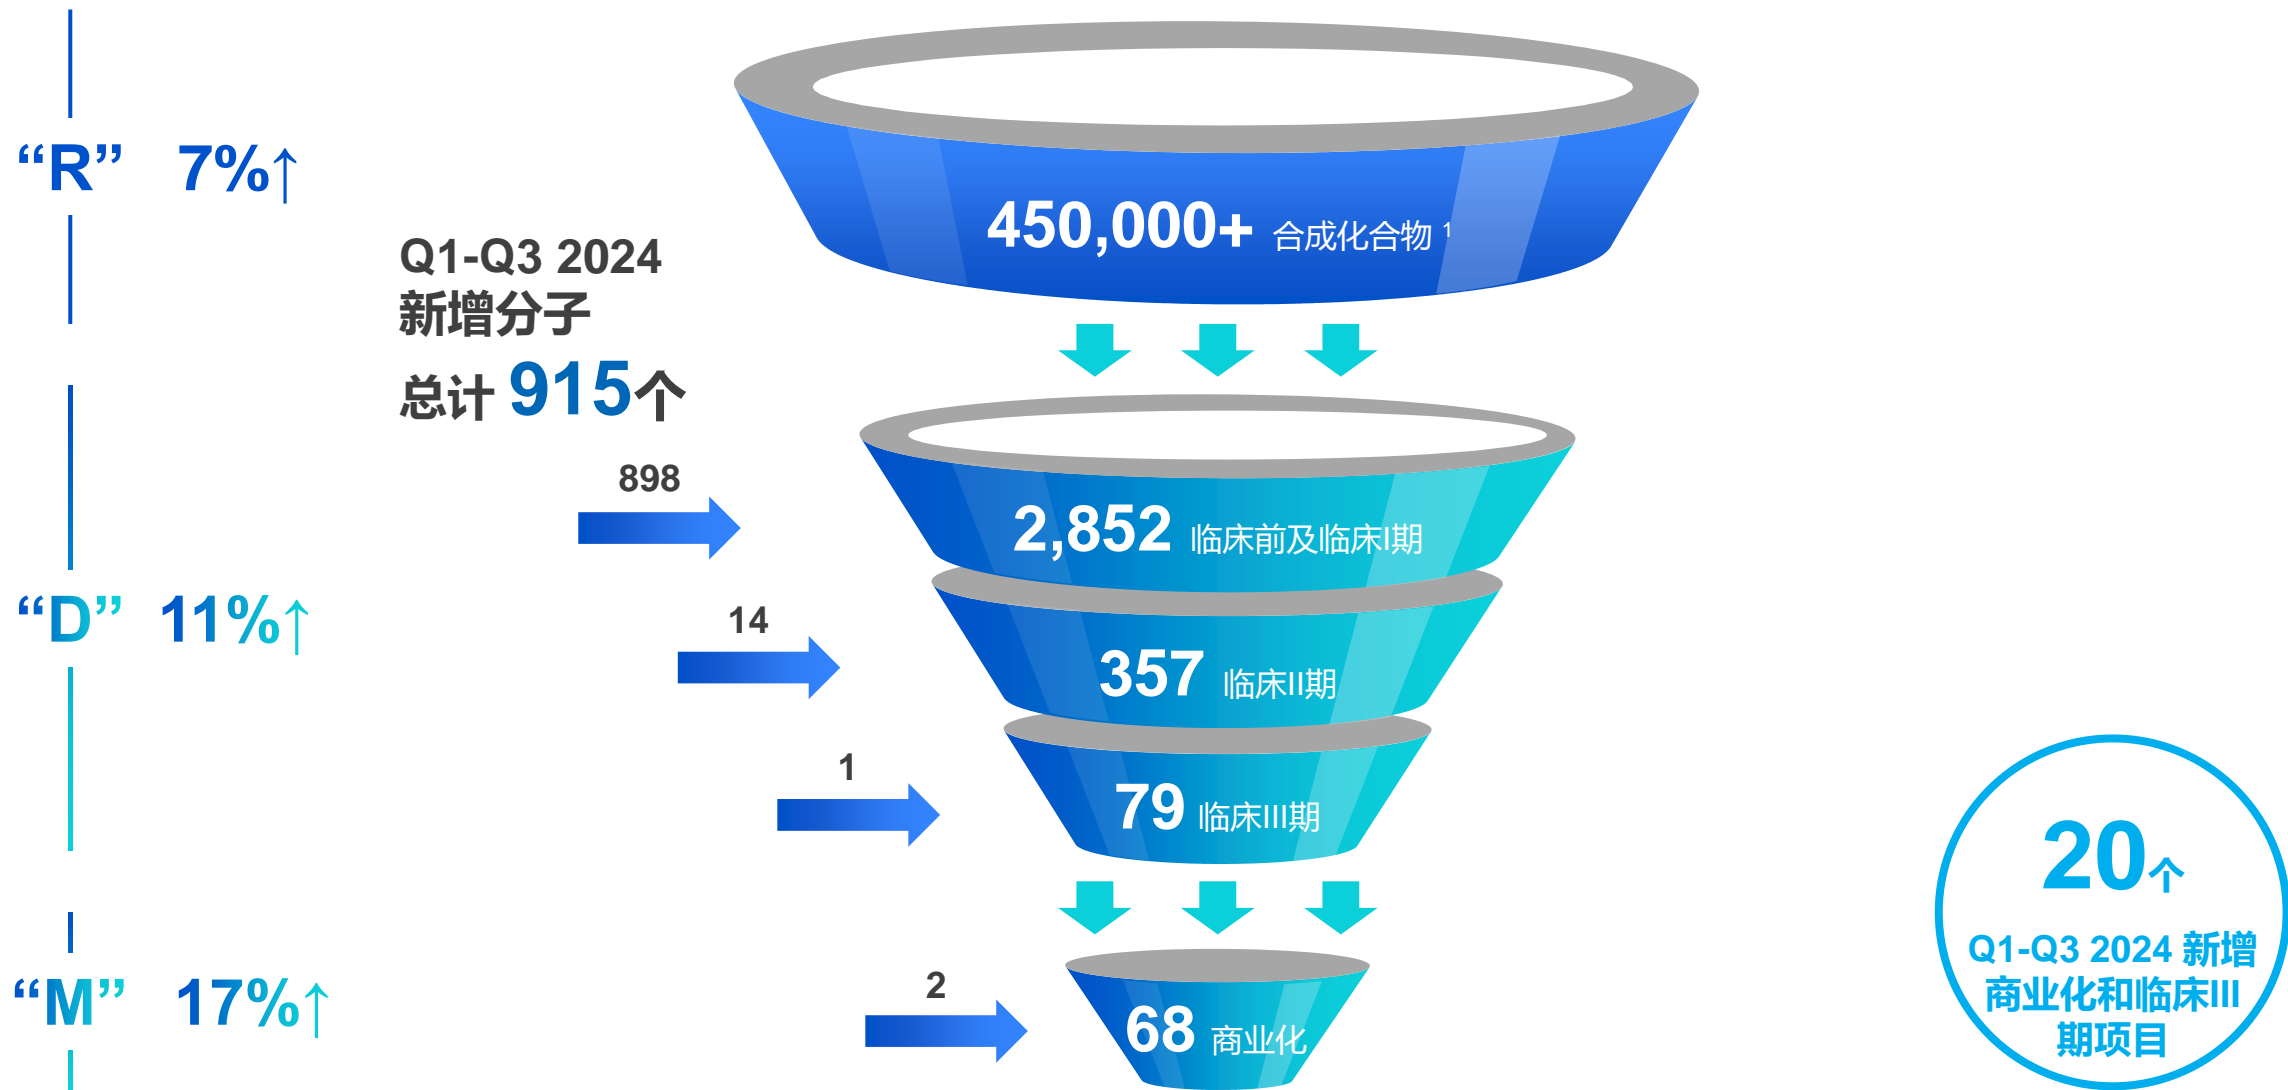 “R” 7%↑
450,000+ 合成化合物 1
Q1-Q3 2024
新增分子
总计 915个
898
2,852 临床前及临床I期
“D” 11%↑
14
357 临床II期
1
79 临床III期
20个
Q1-Q3 2024 新增
商业化和临床III
期项目
“M” 17%↑
2
68 商业化